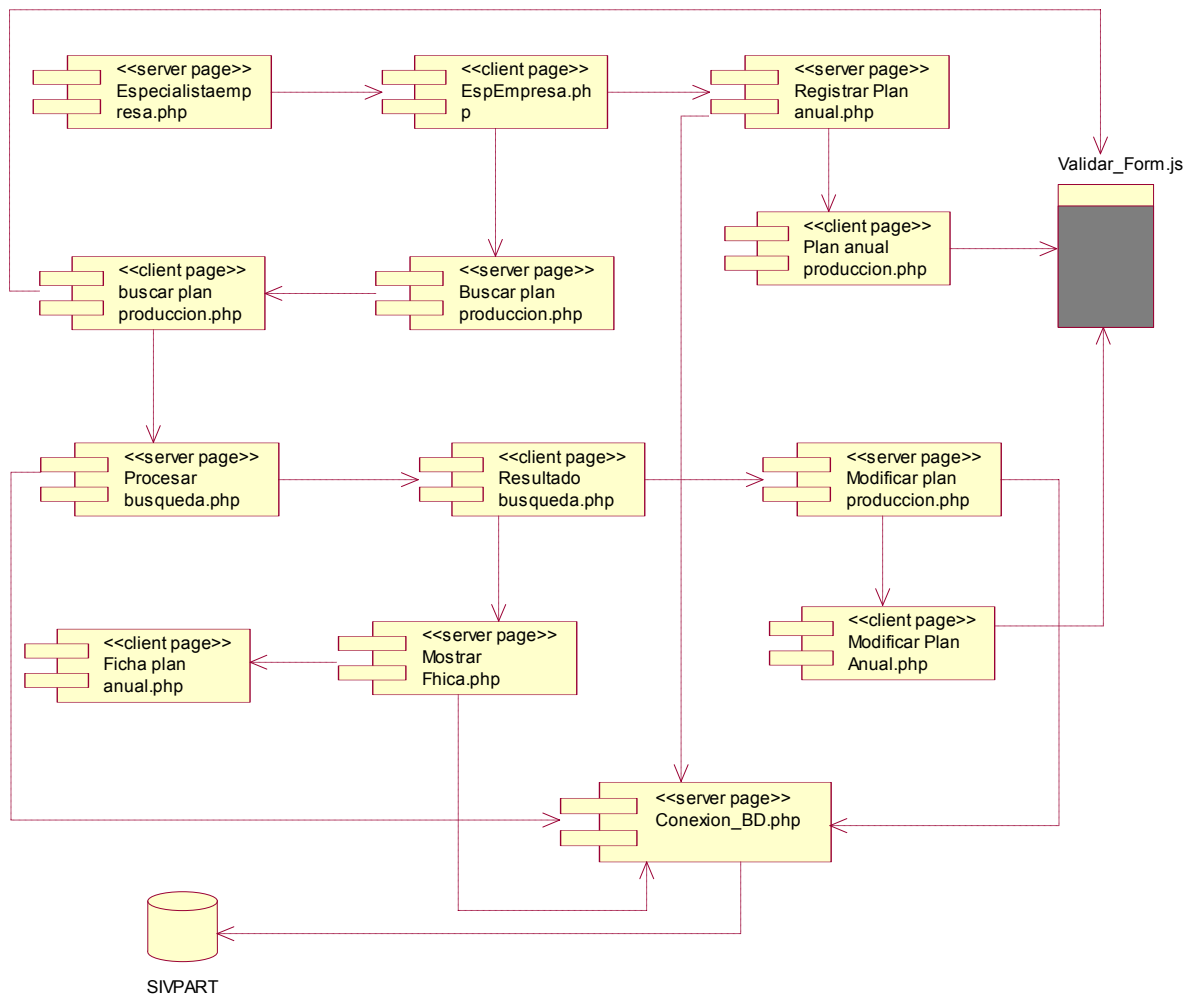 <<server page>>
Especialistaemp
resa.php
<<client page>>
EspEmpresa.ph
p
<<server page>>
Registrar Plan
anual.php
Validar_Form.js
<<client page>>
Plan anual
produccion.php
<<client page>>
buscar plan
produccion.php
<<server page>>
Buscar plan
produccion.php
<<server page>>
Procesar
busqueda.php
<<client page>>
Resultado
busqueda.php
<<server page>>
Modificar plan
produccion.php
<<client page>>
Ficha plan
anual.php
<<server page>>
Mostrar
Fhica.php
<<client page>>
Modificar Plan
Anual.php
<<server page>>
Conexion_BD.php
SIVPART